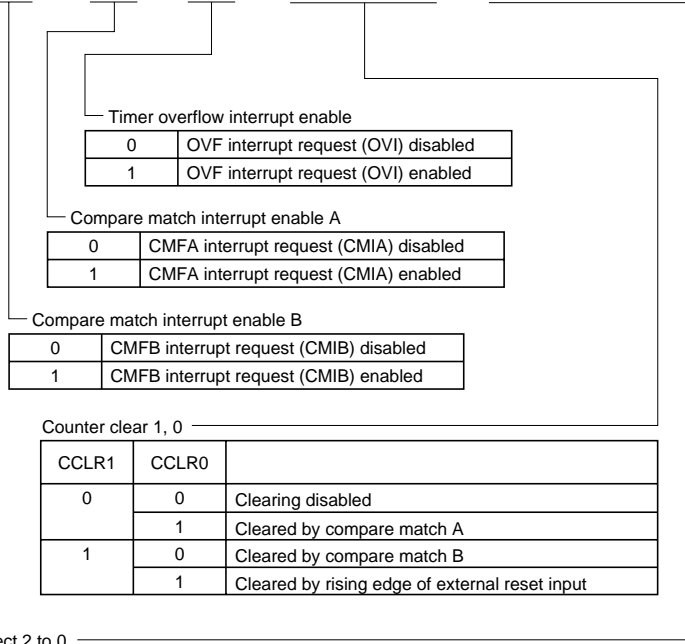 Timer overflow interrupt enable
0 OVF interrupt request (OVI) disabled
1 OVF interrupt request (OVI) enabled
Compare match interrupt enable A
0 CMFA interrupt request (CMIA) disabled
1 CMFA interrupt request (CMIA) enabled
Compare match interrupt enable B
0 CMFB interrupt request (CMIB) disabled
1 CMFB interrupt request (CMIB) enabled
Counter clear 1, 0
CCLR1 CCLR0
0 0 Clearing disabled
1 Cleared by compare match A
1 0 Cleared by compare match B
1 Cleared by rising edge of external reset input
2 to 0